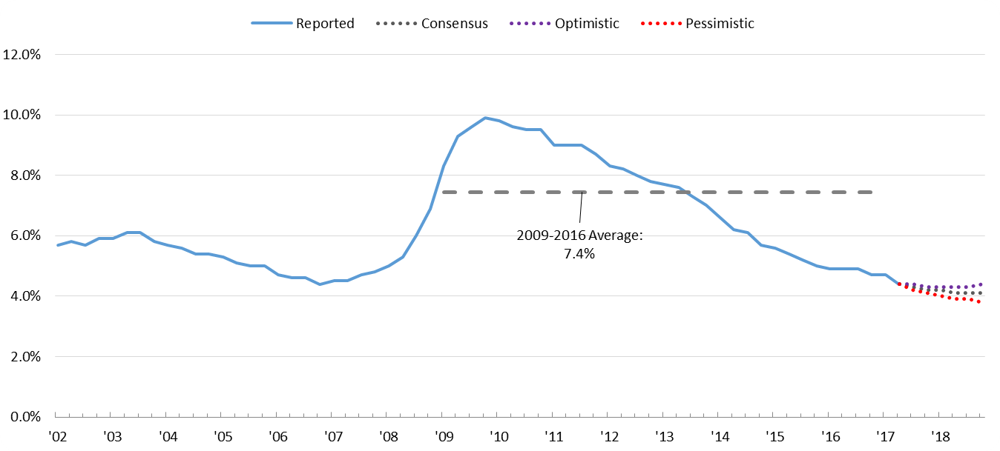 Reported Consensus Optimistic Pessimistic
12.0%
10.0%
8.0%
6.0%
4.0%
2.0%
0.0%
2009-2016 Average:
7.4%
'02 '03 '04 '05 '06 '07 '08 '09 '10 '11 '12 '13 '14 '15 '16 '17 '18